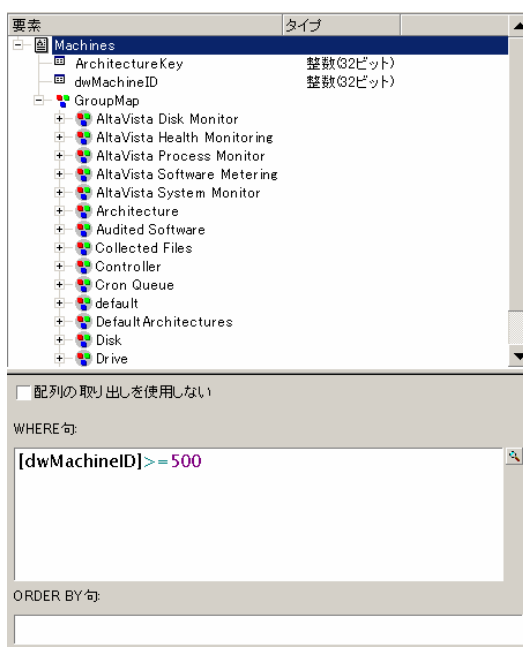 要素 タイプ
Machines
ArchitectureKey 整数(32ビット)
dwMachineID 整数(32ビット)
GroupMap
AltaVista Disk Monitor
AltaVista Health Monitoring
AltaVista Process Monitor
AltaVista Software Metering
AltaVista System Monitor
Architecture
Audited Software
Collected Files
Controller
Cron Queue
default
DefaultArchitectures
Disk
Drive
配列の取り出しを使用しない
WHERE句:
[dwMachineID]>=500
ORDER BY句: